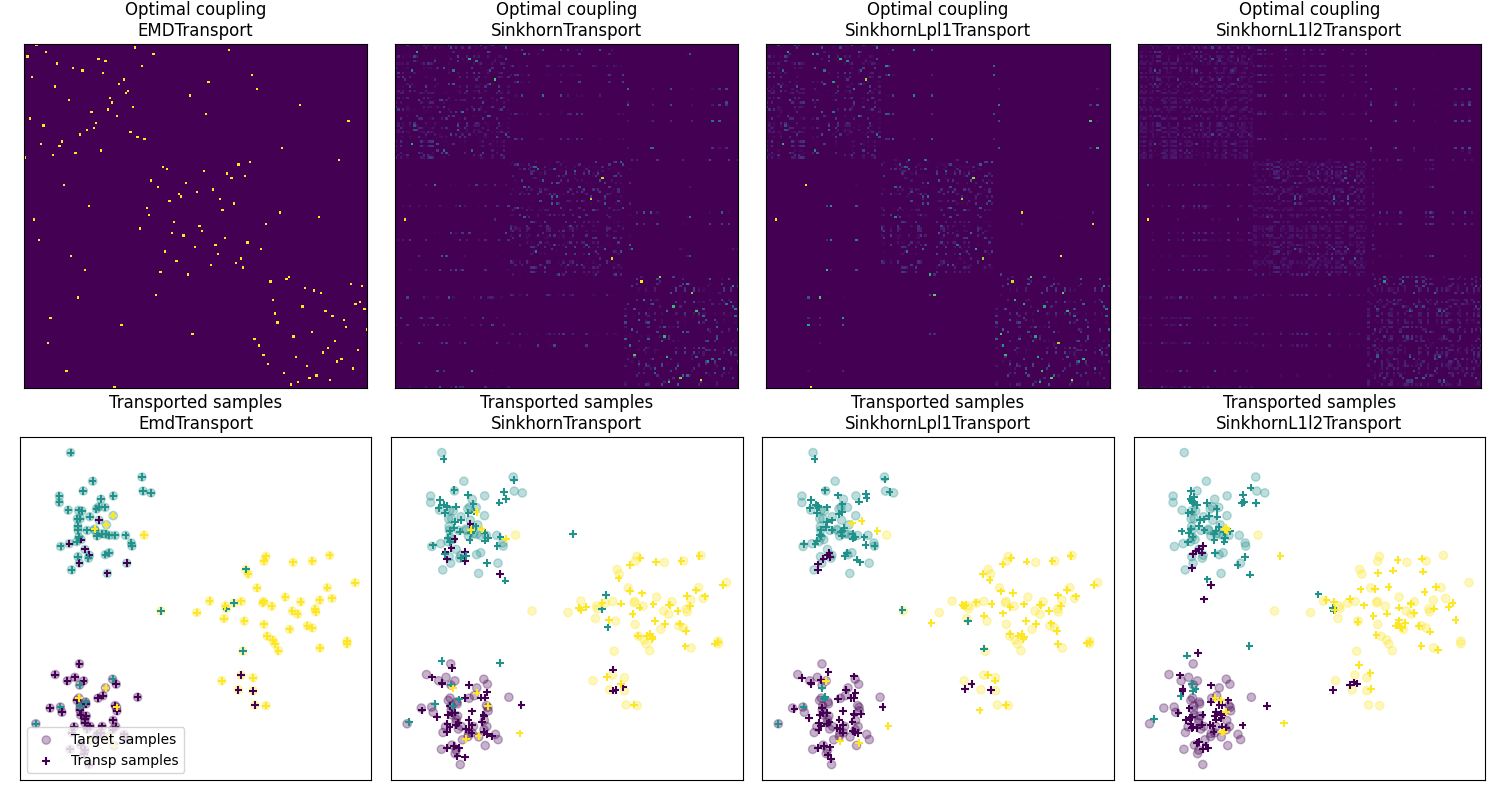 Optimal coupling
EMDTransport
Optimal coupling
SinkhornTransport
Optimal coupling
SinkhornLpl1Transport
Optimal coupling
SinkhornL1l2Transport
Transported samples
EmdTransport
Transported samples
SinkhornTransport
Transported samples
SinkhornLpl1Transport
Transported samples
SinkhornL1l2Transport
Target samples
Transp samples